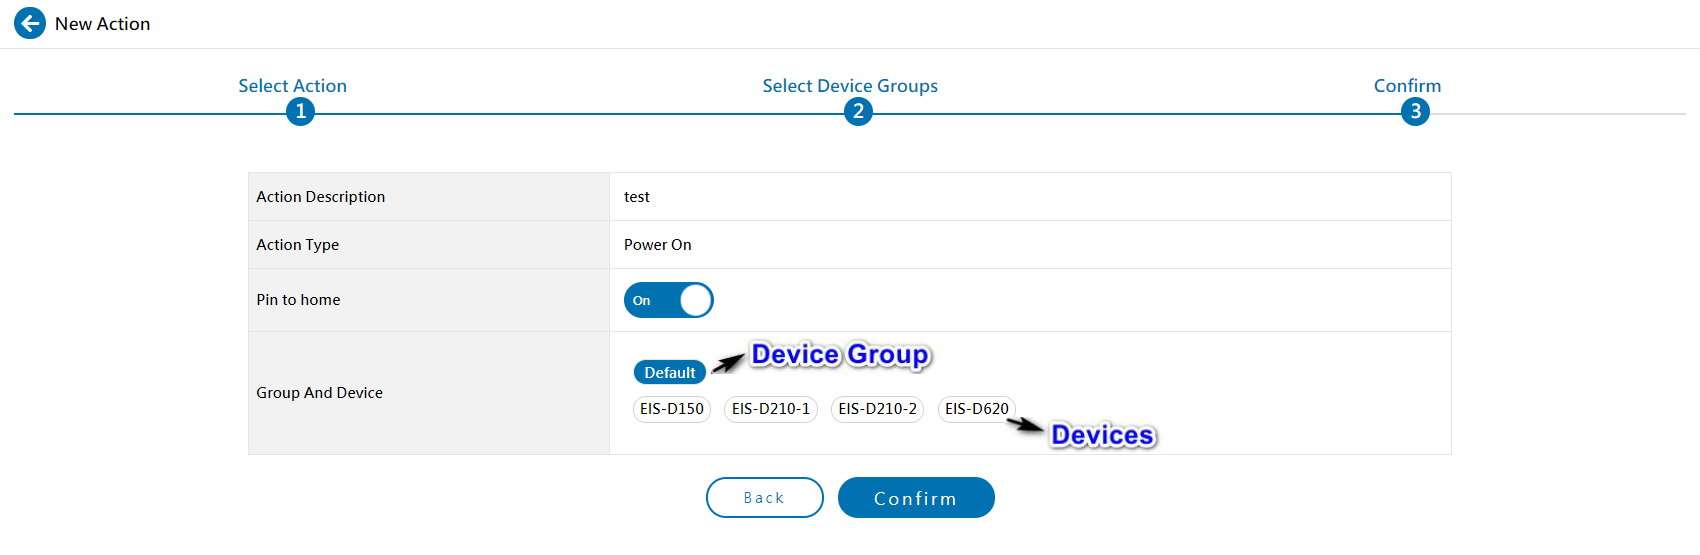 New Action
Select Action
Select Device Groups
Confirm
1
2
3
Action Description
test
Action Type
Power On
Pin to home
On
Group And Device
Default
Device Group
EIS-D150
EIS-D210-1
EIS-D210-2
EIS-D620
Devices
Back
Confirm